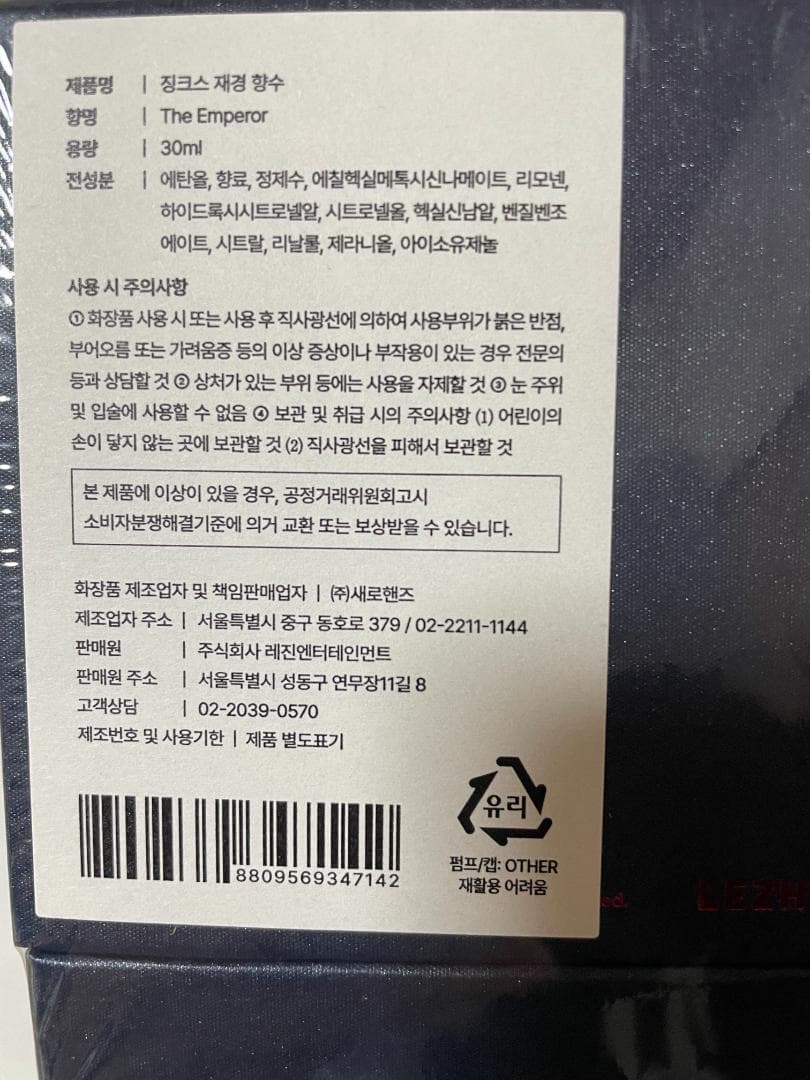 제품명 | 징크스 재경 향수
향명 | The Emperor
용량 | 30ml
전성분 | 에탄올, 향료, 정제수, 에칠헥실메톡시신나메이트, 리모넨,
하이드록시시트로넬알, 시트로넬올, 헥실신남알, 벤질벤조
에이트, 시트랄, 리날룰, 제라니올, 아이소유제놀
사용 시 주의사항
① 화장품 사용 시 또는 사용 후 직사광선에 의하여 사용부위가 붉은 반점,
부어오름 또는 가려움증 등의 이상 증상이나 부작용이 있는 경우 전문의
등과 상담할 것 ② 상처가 있는 부위 등에는 사용을 자제할 것 ③ 눈 주위
및 입술에 사용할 수 없음 ④ 보관 및 취급 시의 주의사항 (1) 어린이의
손이 닿지 않는 곳에 보관할 것 (2) 직사광선을 피해서 보관할 것
본 제품에 이상이 있을 경우, 공정거래위원회고시
소비자분쟁해결기준에 의거 교환 또는 보상받을 수 있습니다.
화장품 제조업자 및 책임판매업자 | ㈜새로핸즈
제조업자 주소 | 서울특별시 중구 동호로 379 / 02-2211-1144
판매원 | 주식회사 레진엔터테인먼트
판매원 주소 | 서울특별시 성동구 연무장11길 8
고객상담 | 02-2039-0570
제조번호 및 사용기한 | 제품 별도표기
8809569347142
유리
펌프/캡: OTHER
재활용 어려움
ed.
LEZH